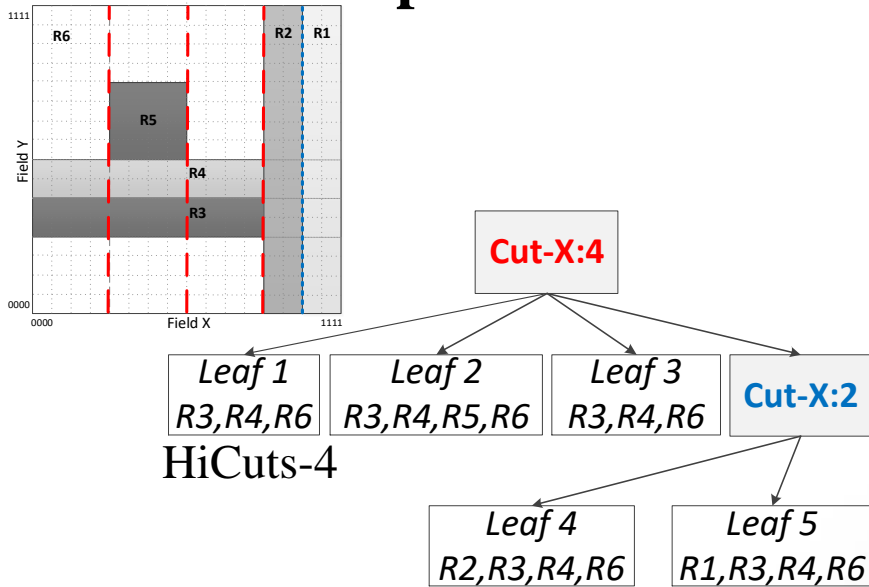 1111
R6
R2
R1
R5
Field Y
R4
R3
0000
0000
Field X
1111
Cut-X:4
Leaf 1
R3,R4,R6
Leaf 2
R3,R4,R5,R6
Leaf 3
R3,R4,R6
Cut-X:2
HiCuts-4
Leaf 4
R2,R3,R4,R6
Leaf 5
R1,R3,R4,R6